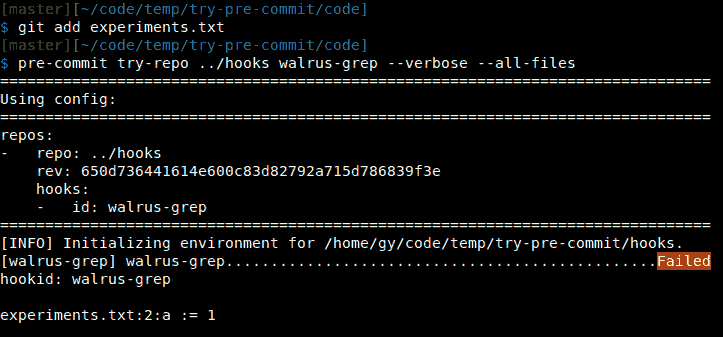 [master][~/code/temp/try-pre-commit/code]
$ git add experiments.txt
[master][~/code/temp/try-pre-commit/code]
$ pre-commit try-repo ../hooks walrus-grep --verbose --all-files
===============================================================================
Using config:
===============================================================================
repos:
-   repo: ../hooks
    rev: 650d736441614e600c83d82792a715d786839f3e
    hooks:
    -   id: walrus-grep
===============================================================================
[INFO] Initializing environment for /home/gy/code/temp/try-pre-commit/hooks.
[walrus-grep] walrus-grep................................................Failed
hookid: walrus-grep

experiments.txt:2:a := 1